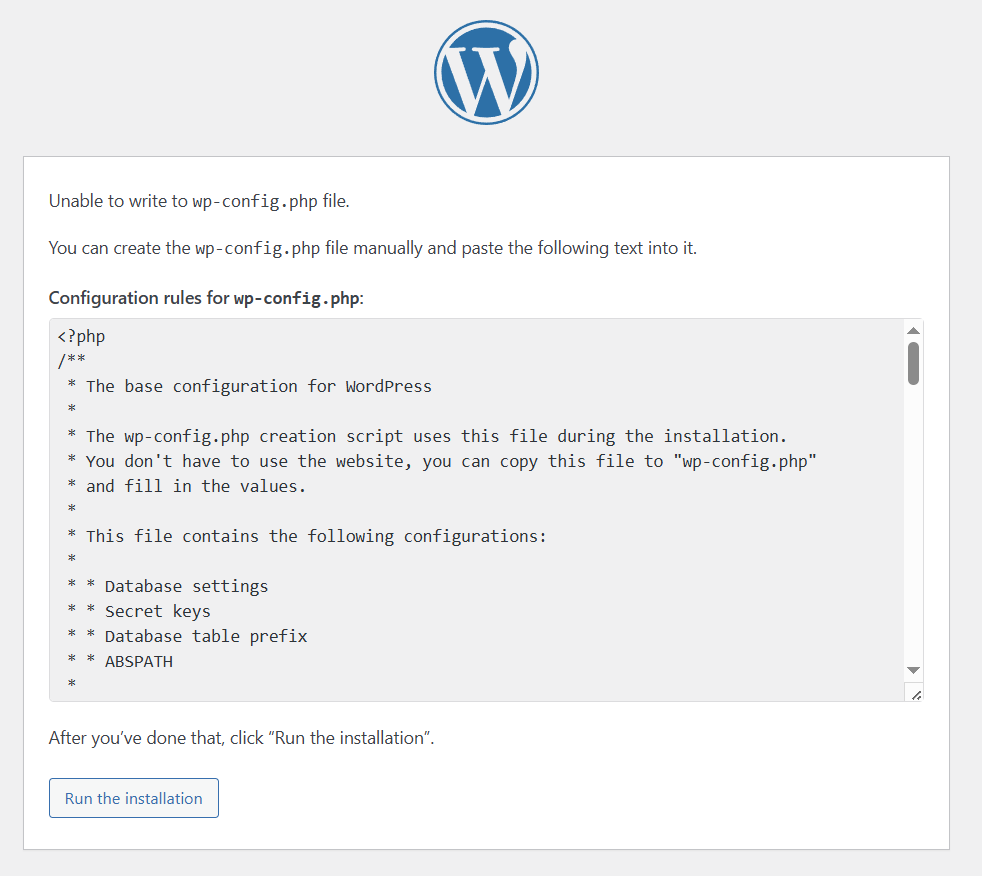 Unable to write to wp-config.php file.
You can create the wp-config.php file manually and paste the following text into it.
Configuration rules for wp-config.php:
<?php
/**
 * The base configuration for WordPress
 *
 * The wp-config.php creation script uses this file during the installation.
 * You don't have to use the website, you can copy this file to "wp-config.php"
 * and fill in the values.
 *
 * This file contains the following configurations:
 *
 * * Database settings
 * * Secret keys
 * * Database table prefix
 * * ABSPATH
 *
After you’ve done that, click “Run the installation”.
Run the installation